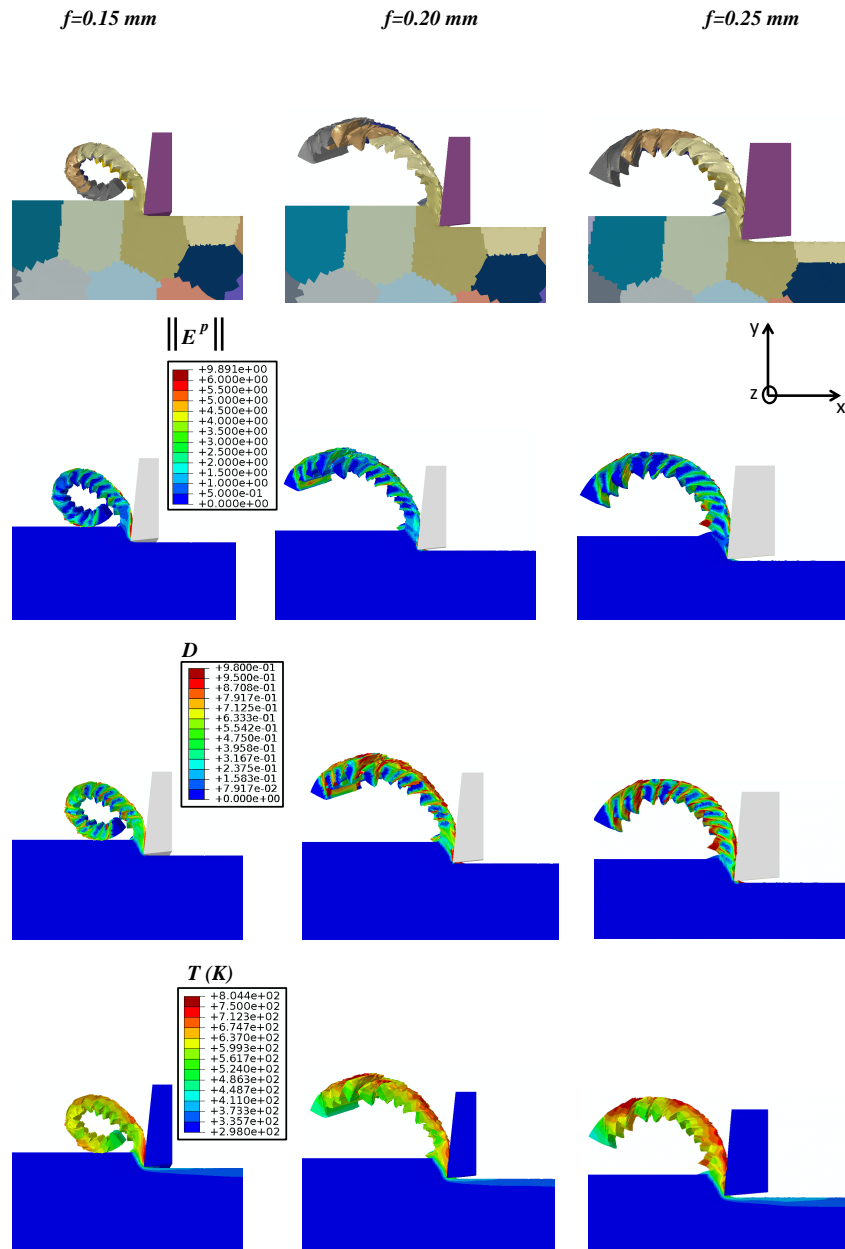 f=0.15 mm
f=0.20 mm
f=0.25 mm
||E^p||
+9.891e+00
+6.000e+00
+5.500e+00
+5.000e+00
+4.500e+00
+4.000e+00
+3.500e+00
+3.000e+00
+2.500e+00
+2.000e+00
+1.500e+00
+1.000e+00
+5.000e-01
+0.000e+00
y
z
x
D
+9.800e-01
+9.500e-01
+8.708e-01
+7.917e-01
+7.125e-01
+6.333e-01
+5.542e-01
+4.750e-01
+3.958e-01
+3.167e-01
+2.375e-01
+1.583e-01
+7.917e-02
+0.000e+00
T (K)
+8.044e+02
+7.500e+02
+7.123e+02
+6.747e+02
+6.370e+02
+5.993e+02
+5.617e+02
+5.240e+02
+4.863e+02
+4.487e+02
+4.110e+02
+3.733e+02
+3.357e+02
+2.980e+02